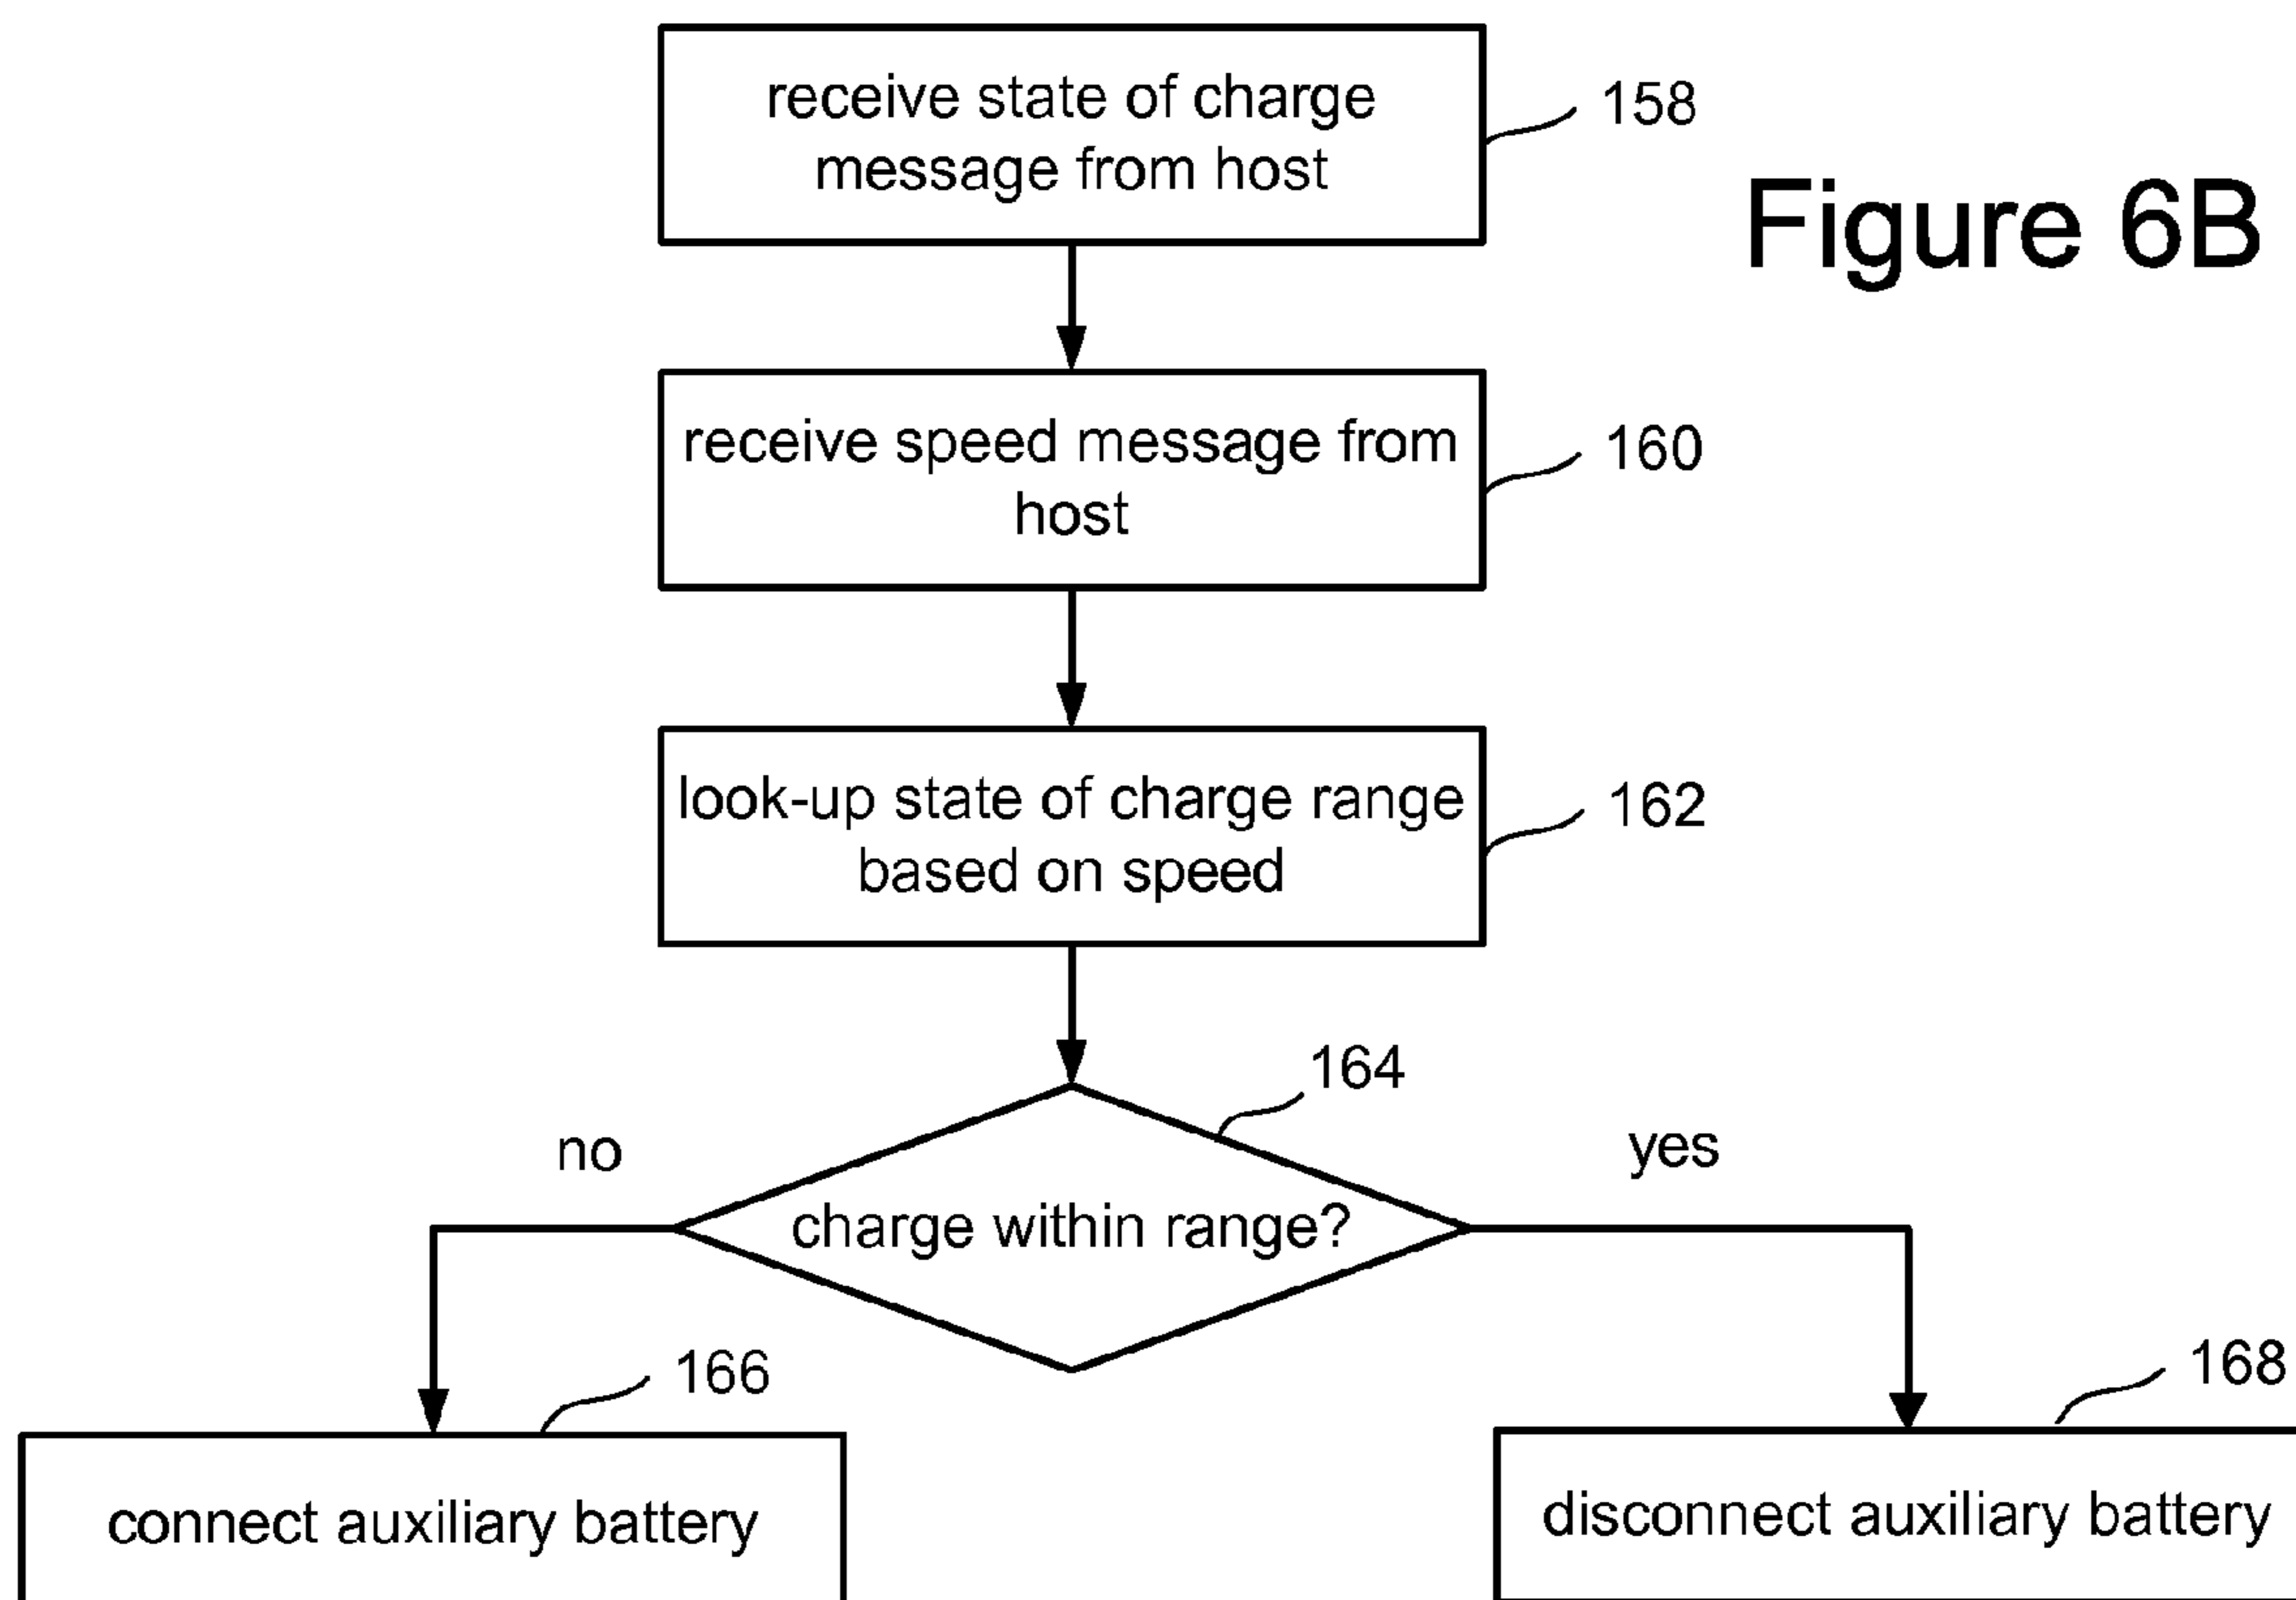 receive state of charge
message from host
158
Figure 6B
receive speed message from
host
160
look-up state of charge range
based on speed
162
164
no
yes
charge within range?
166
168
connect auxiliary battery
disconnect auxiliary battery